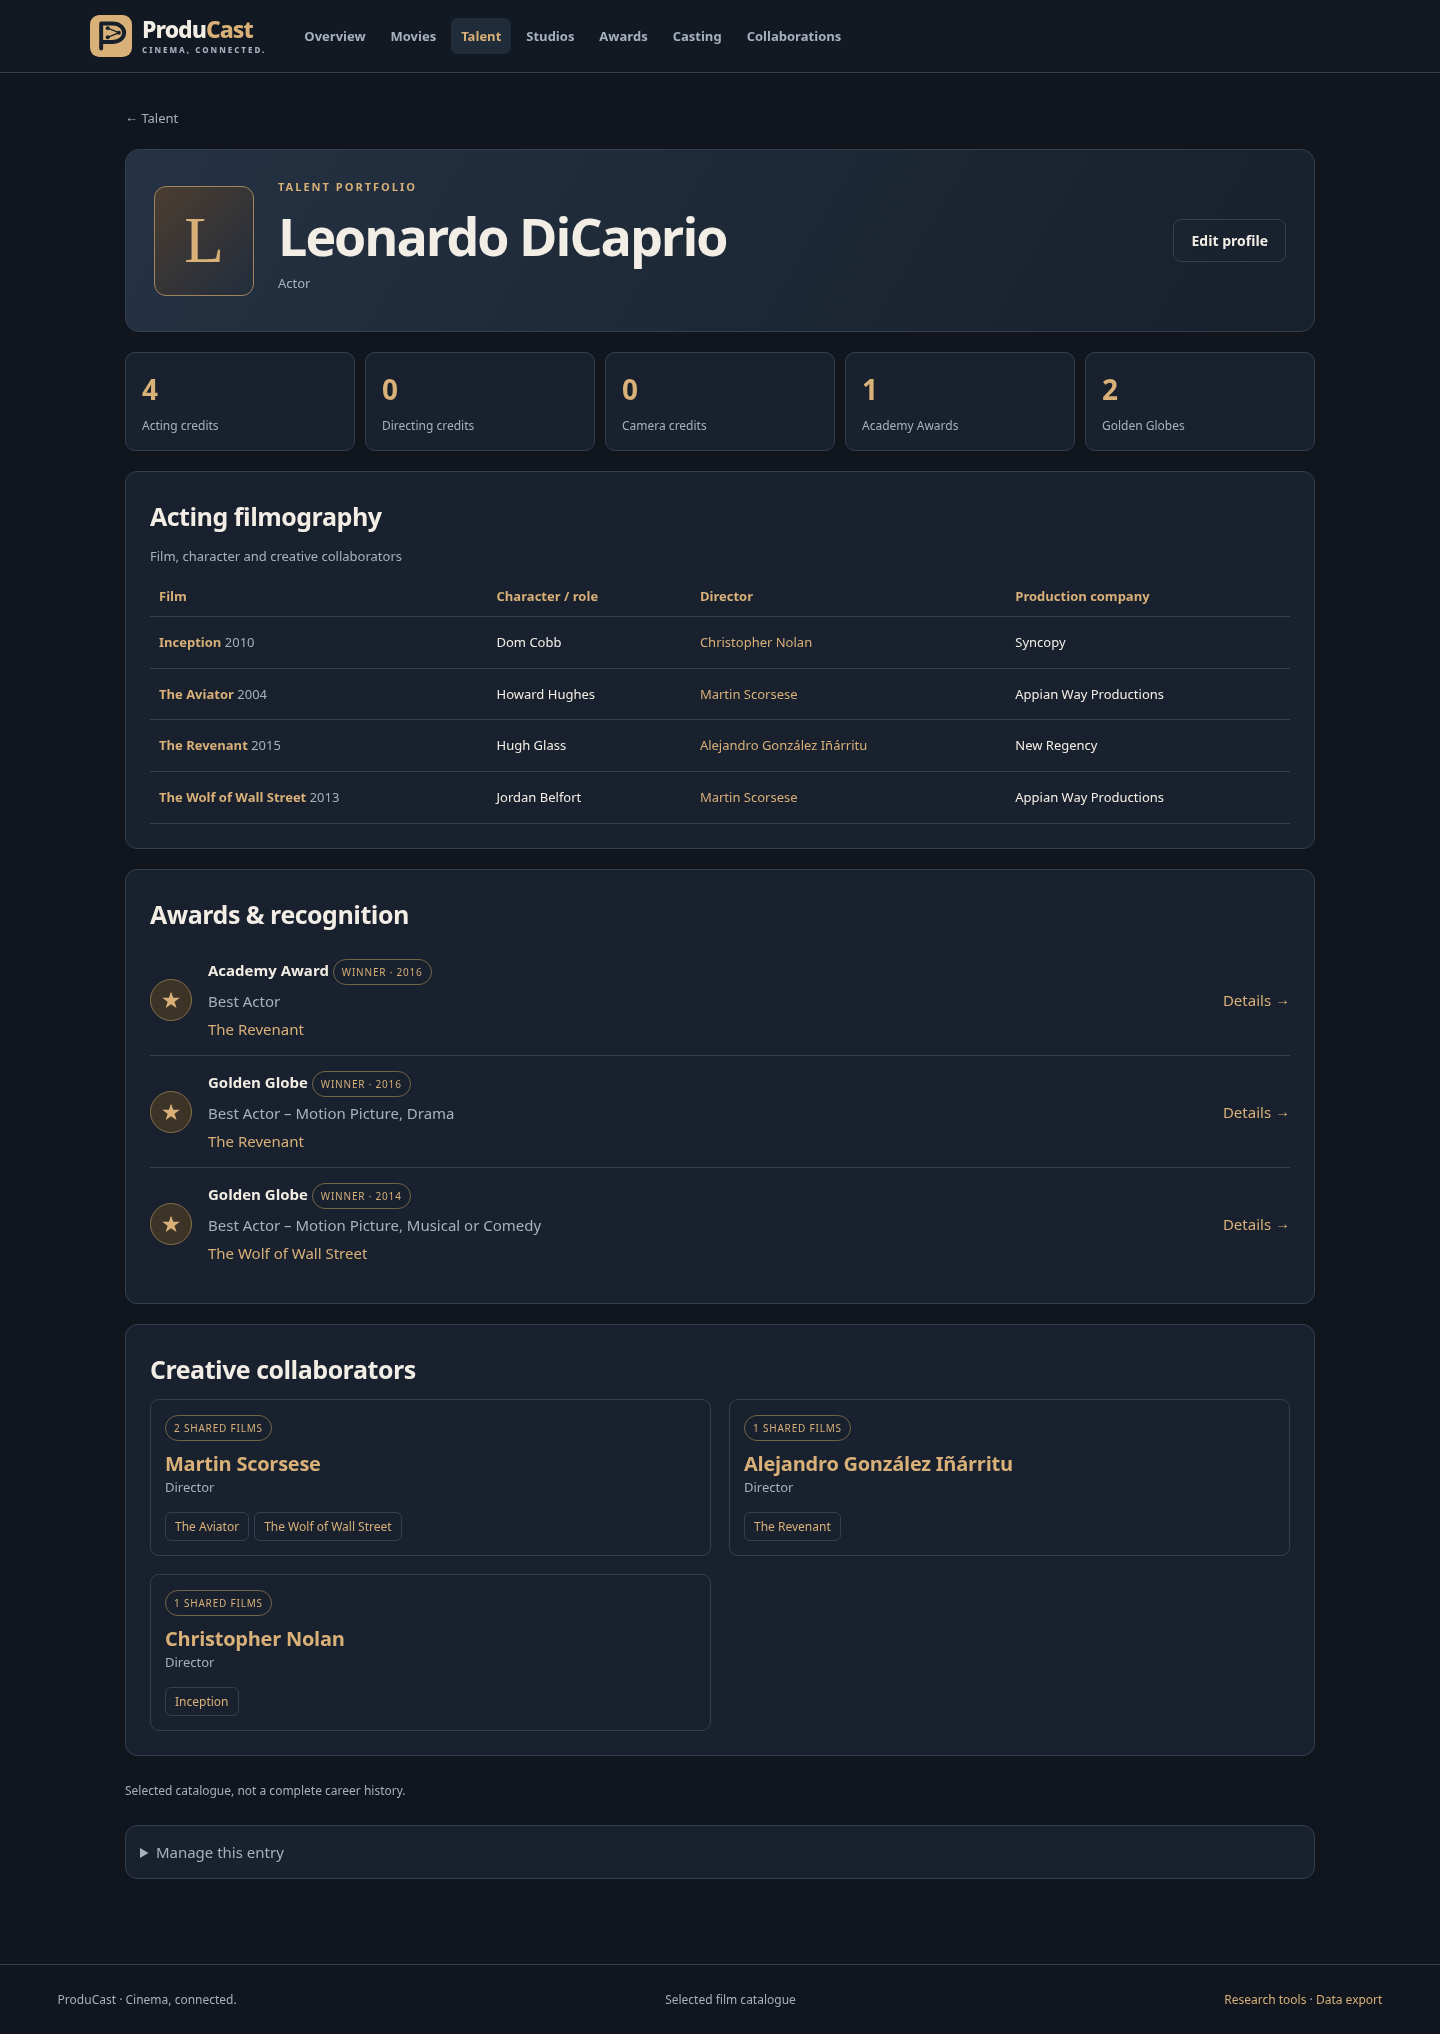 ProduCast
CINEMA, CONNECTED.
Overview Movies Talent Studios Awards Casting Collaborations
← Talent
L
TALENT PORTFOLIO
Leonardo DiCaprio
Actor
Edit profile
4
Acting credits
0
Directing credits
0
Camera credits
1
Academy Awards
2
Golden Globes
Acting filmography
Film, character and creative collaborators
Film Character / role Director Production company
Inception 2010 Dom Cobb Christopher Nolan Syncopy
The Aviator 2004 Howard Hughes Martin Scorsese Appian Way Productions
The Revenant 2015 Hugh Glass Alejandro González Iñárritu New Regency
The Wolf of Wall Street 2013 Jordan Belfort Martin Scorsese Appian Way Productions
Awards & recognition
Academy Award WINNER · 2016
Best Actor
The Revenant
Details →
Golden Globe WINNER · 2016
Best Actor – Motion Picture, Drama
The Revenant
Details →
Golden Globe WINNER · 2014
Best Actor – Motion Picture, Musical or Comedy
The Wolf of Wall Street
Details →
Creative collaborators
2 SHARED FILMS
Martin Scorsese
Director
The Aviator The Wolf of Wall Street
1 SHARED FILMS
Alejandro González Iñárritu
Director
The Revenant
1 SHARED FILMS
Christopher Nolan
Director
Inception
Selected catalogue, not a complete career history.
▶ Manage this entry
ProduCast · Cinema, connected. Selected film catalogue Research tools · Data export